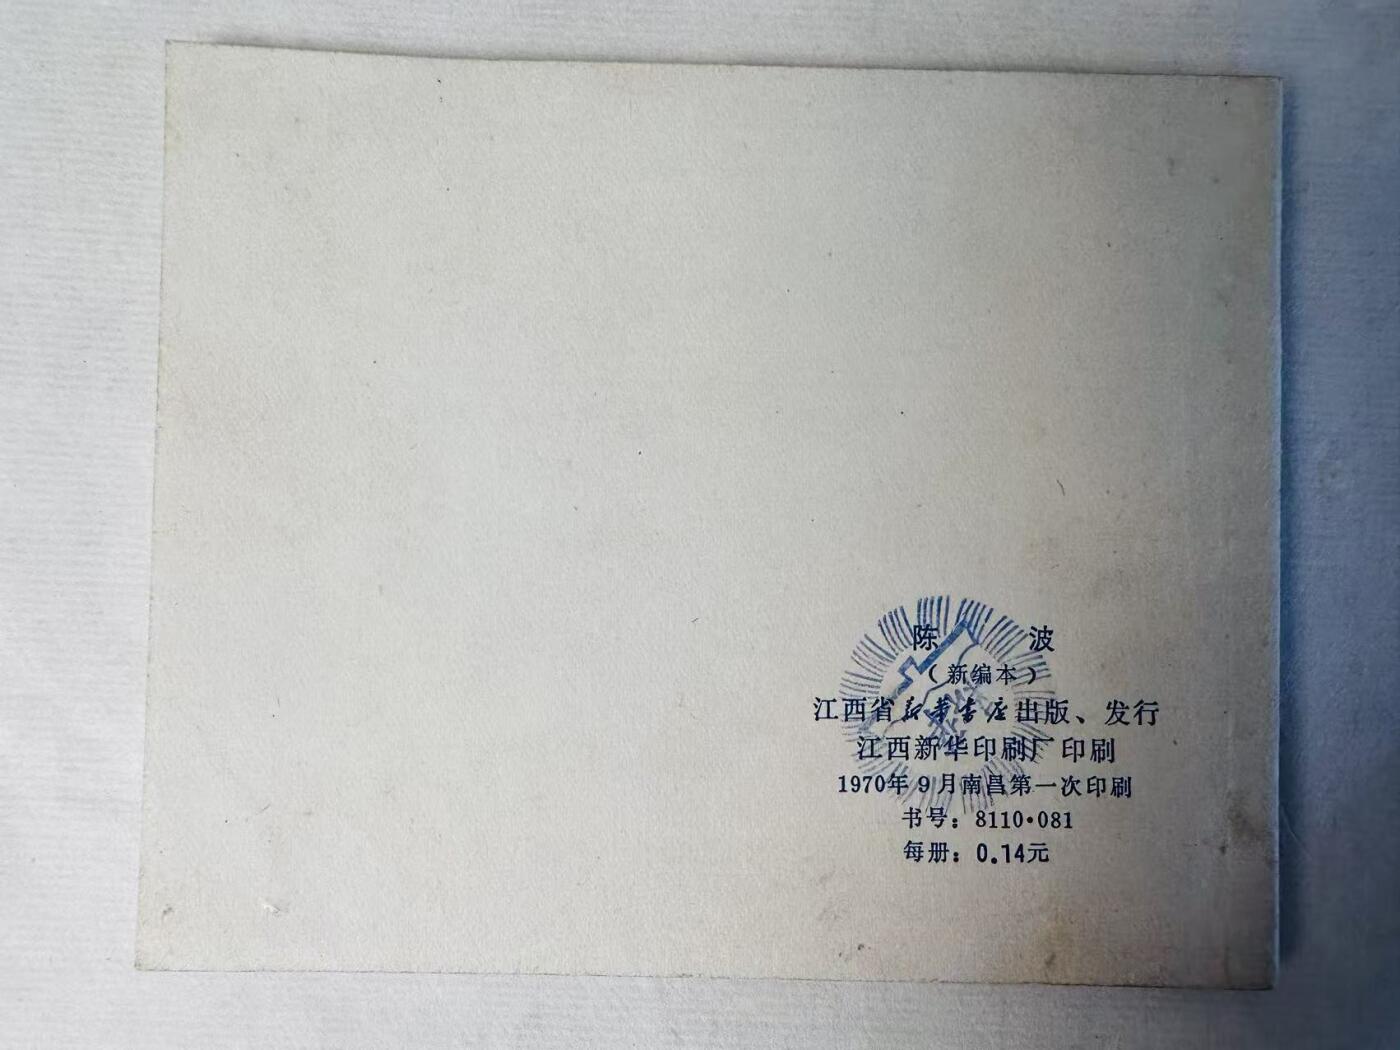 陈 波
（新编本）
江西省新华书店出版、发行
江西新华印刷厂印刷
1970年9月南昌第一次印刷
书号：8110·081
每册：0.14元